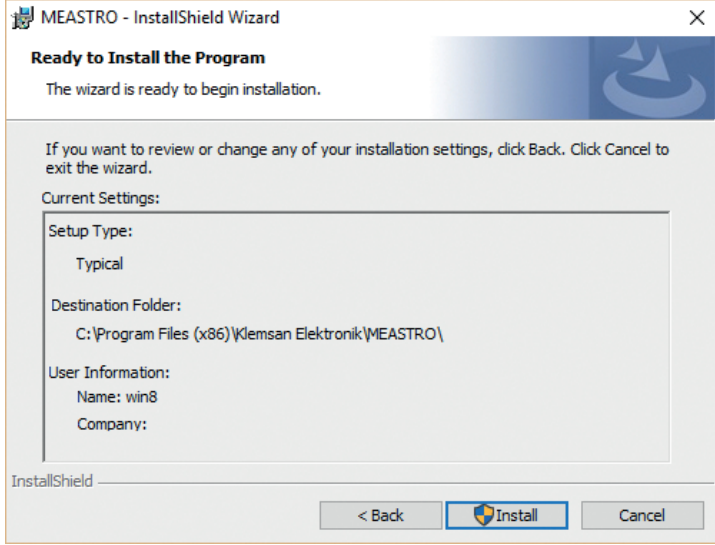 MEASTRO - InstallShield Wizard
Ready to Install the Program
The wizard is ready to begin installation.
If you want to review or change any of your installation settings, click Back. Click Cancel to
exit the wizard.
Current Settings:
Setup Type:
Typical
Destination Folder:
C:\Program Files (x86)\Klemsan Elektronik\MEASTRO\
User Information:
Name: win8
Company:
InstallShield
< Back
Install
Cancel